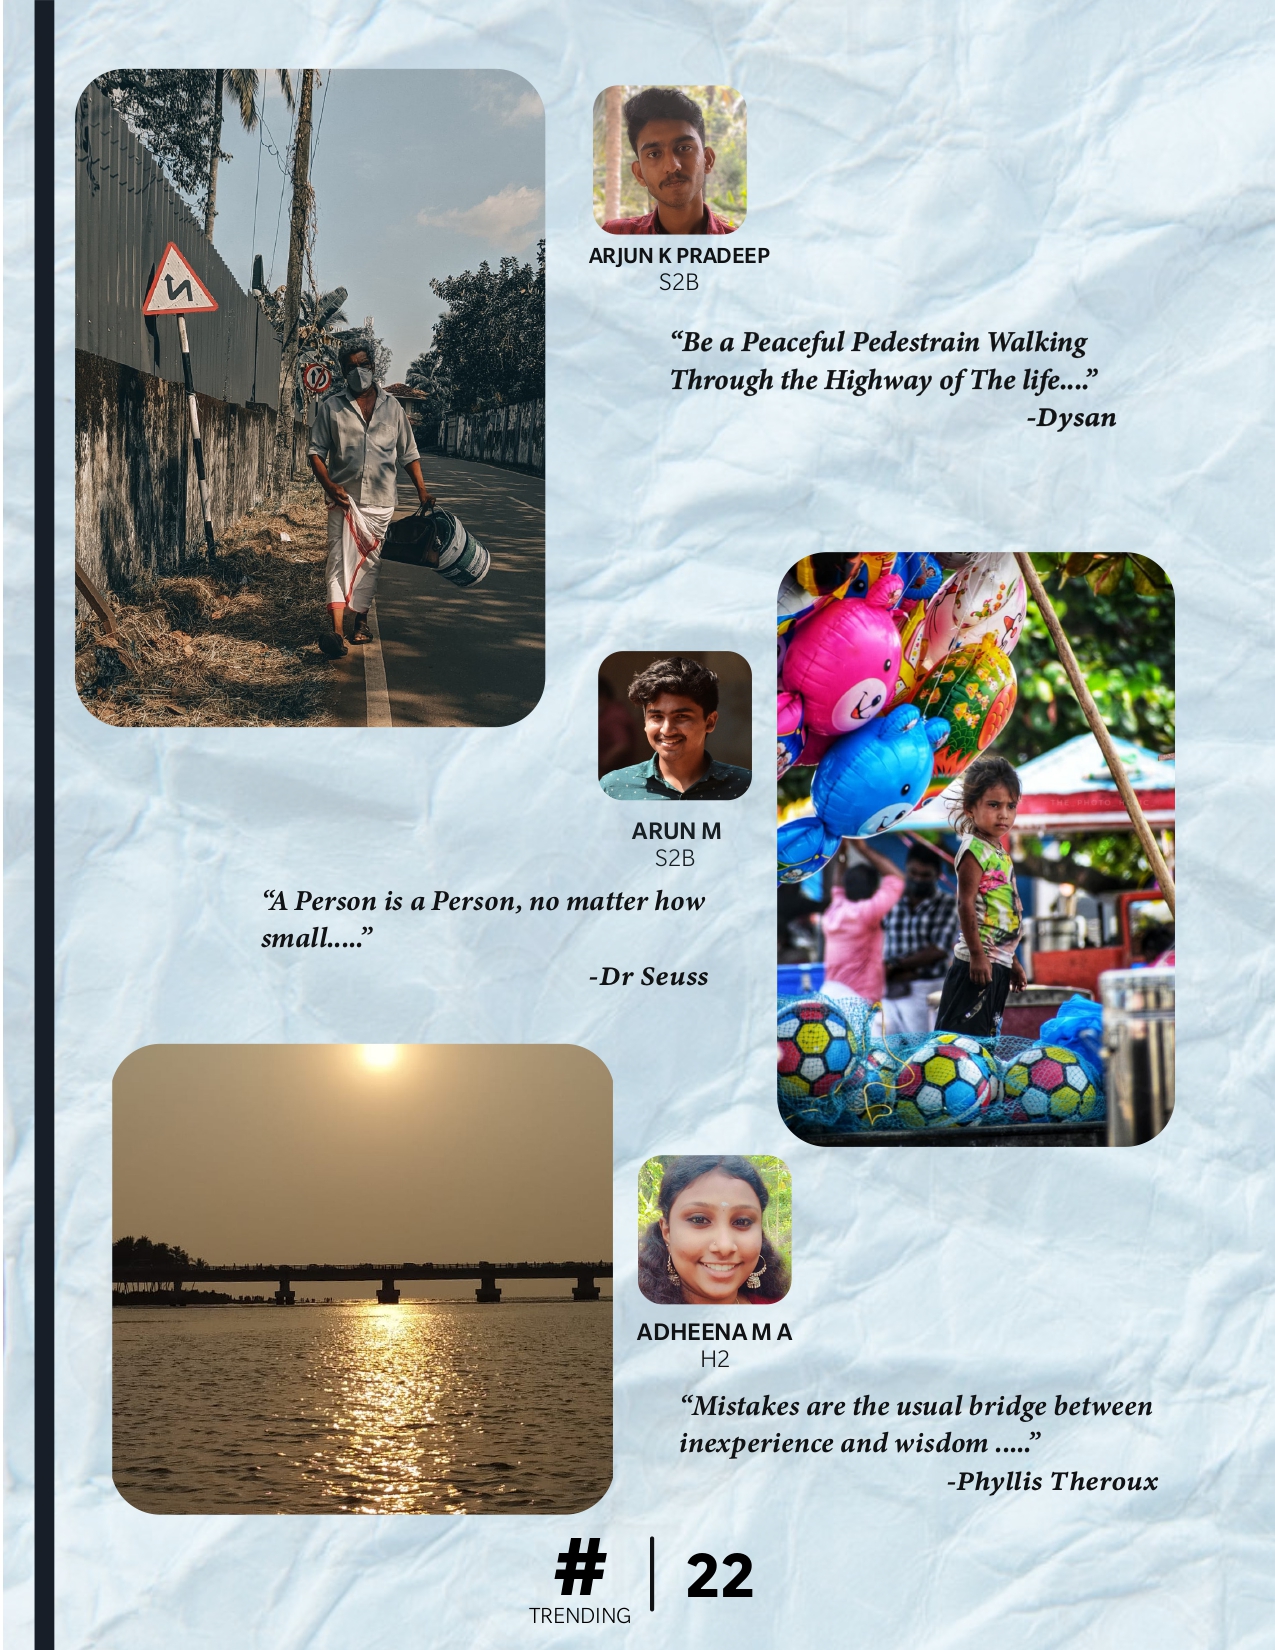 ARJUN K PRADEEP
S2B
“Be a Peaceful Pedestrain Walking
Through the Highway of The life....”
-Dysan
ARUN M
S2B
“A Person is a Person, no matter how
small.....”
-Dr Seuss
THE PHOTO
ADHEENA M A
H2
“Mistakes are the usual bridge between
inexperience and wisdom .....”
-Phyllis Theroux
# | 22
TRENDING